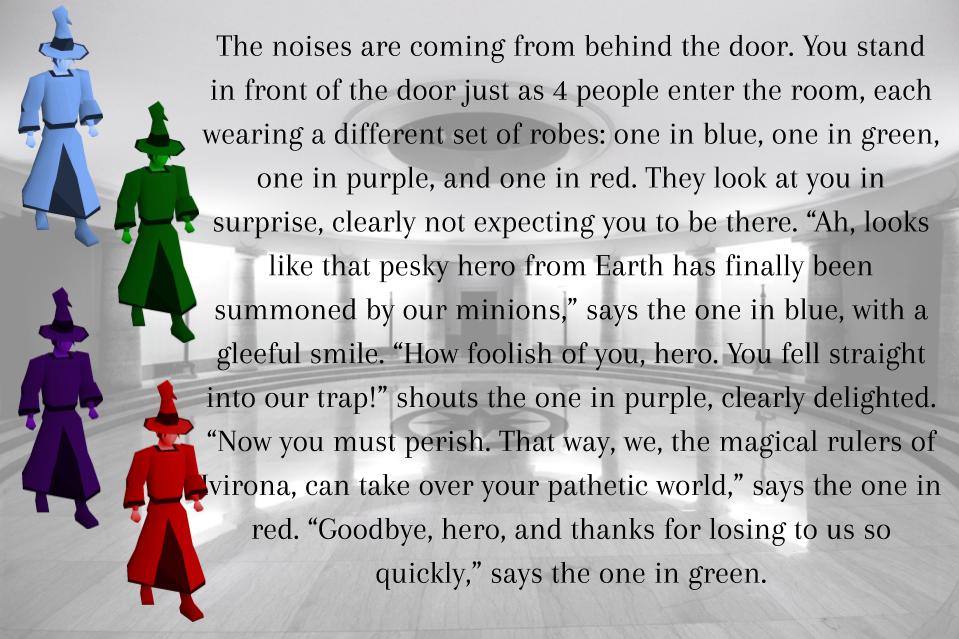 The noises are coming from behind the door. You stand
in front of the door just as 4 people enter the room, each
wearing a different set of robes: one in blue, one in green,
one in purple, and one in red. They look at you in
surprise, clearly not expecting you to be there. “Ah, looks
like that pesky hero from Earth has finally been
summoned by our minions,” says the one in blue, with a
gleeful smile. “How foolish of you, hero. You fell straight
into our trap!” shouts the one in purple, clearly delighted.
“Now you must perish. That way, we, the magical rulers of
Ivirona, can take over your pathetic world,” says the one in
red. “Goodbye, hero, and thanks for losing to us so
quickly,” says the one in green.